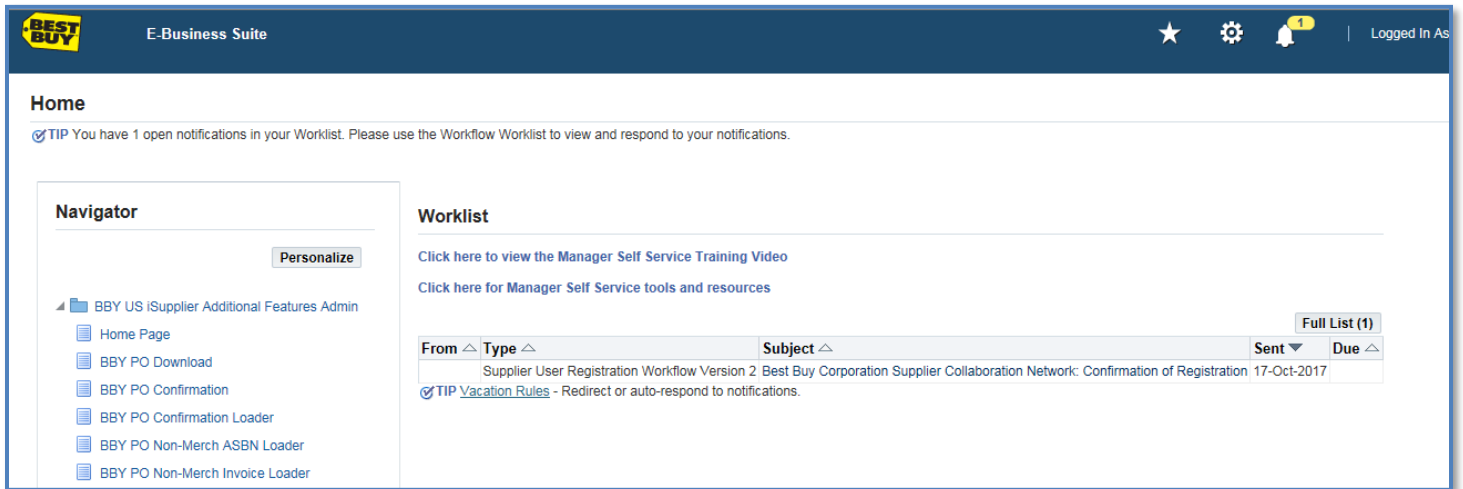 BEST BUY
E-Business Suite
1
Logged In As
Home
TIP You have 1 open notifications in your Worklist. Please use the Workflow Worklist to view and respond to your notifications.
Navigator
Personalize
BBY US iSupplier Additional Features Admin
Home Page
BBY PO Download
BBY PO Confirmation
BBY PO Confirmation Loader
BBY PO Non-Merch ASBN Loader
BBY PO Non-Merch Invoice Loader
Worklist
Click here to view the Manager Self Service Training Video
Click here for Manager Self Service tools and resources
Full List (1)
From Type Subject Sent Due
Supplier User Registration Workflow Version 2 Best Buy Corporation Supplier Collaboration Network: Confirmation of Registration 17-Oct-2017
TIP Vacation Rules - Redirect or auto-respond to notifications.